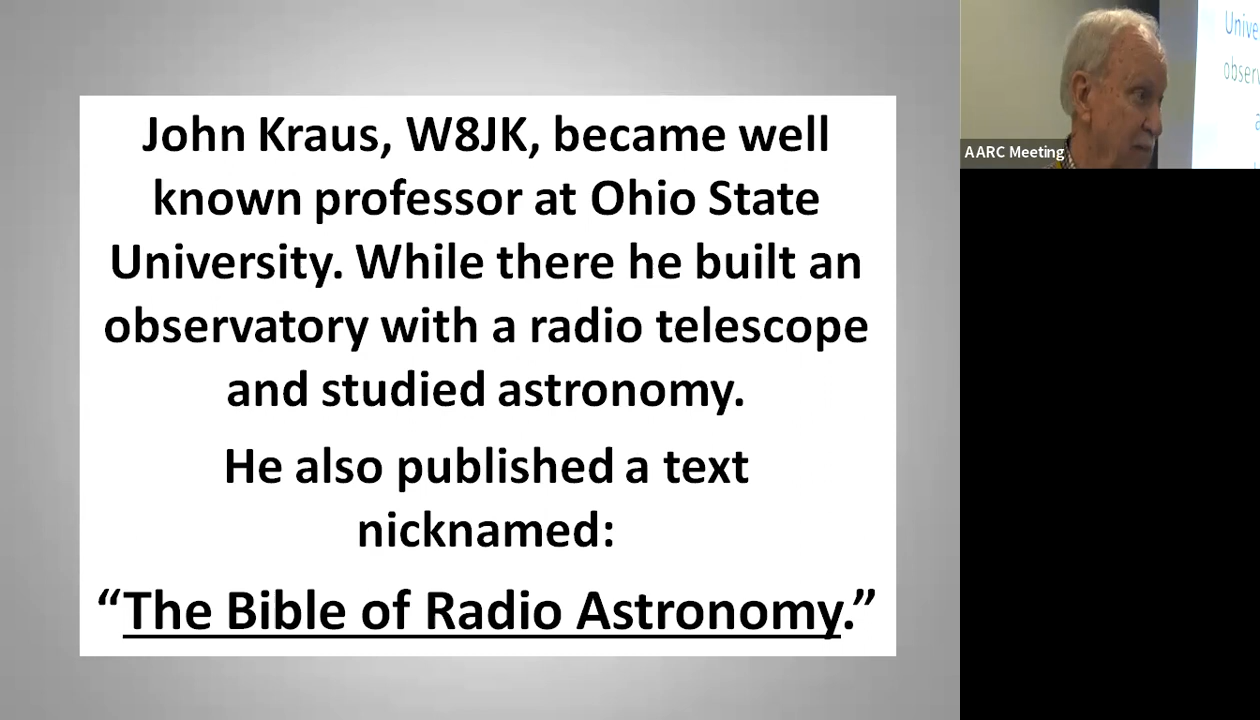 John Kraus, W8JK, became well
known professor at Ohio State
University. While there he built an
observatory with a radio telescope
and studied astronomy.
He also published a text
nicknamed:
“The Bible of Radio Astronomy.”
AARC Meeting